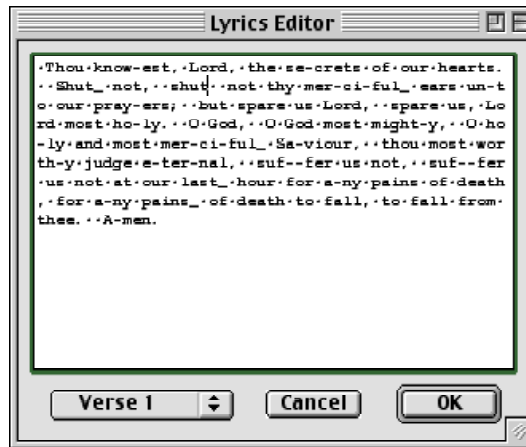 Lyrics Editor
·Thou·know-est,·Lord,·the·se-crets·of·our·hearts.
··Shut_·not,··shut··not·thy·mer-ci-ful_·ears·un-t
o·our·pray-ers;··but·spare·us·Lord,··spare·us,·Lo
rd·most·ho-ly.··O·God,··O·God·most·might-y,··O·ho
-ly·and·most·mer-ci-ful_·Sa-viour,··thou·most·wor
th-y·judge·e-ter-nal,··suf--fer·us·not,··suf--fer
·us·not·at·our·last_·hour·for·a-ny·pains·of·death
,·for·a-ny·pains_·of·death·to·fall,·to·fall·from·
thee.··A-men.
Verse 1
Cancel
OK